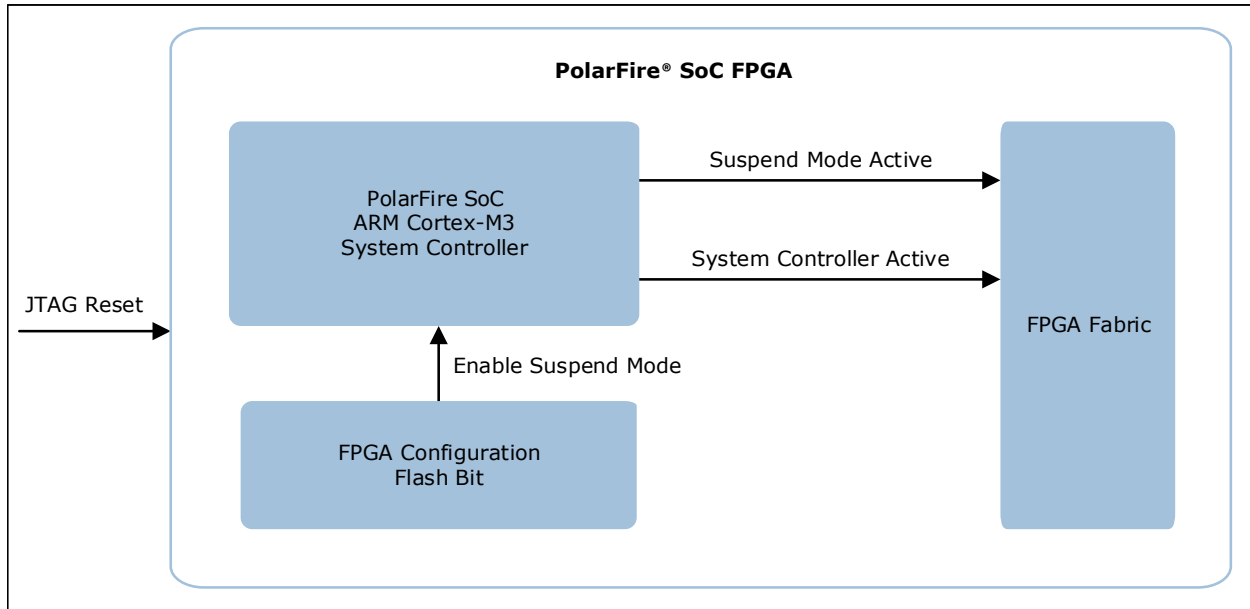 PolarFire® SoC FPGA
PolarFire SoC
ARM Cortex-M3
System Controller
Suspend Mode Active
System Controller Active
JTAG Reset
FPGA Fabric
Enable Suspend Mode
FPGA Configuration
Flash Bit